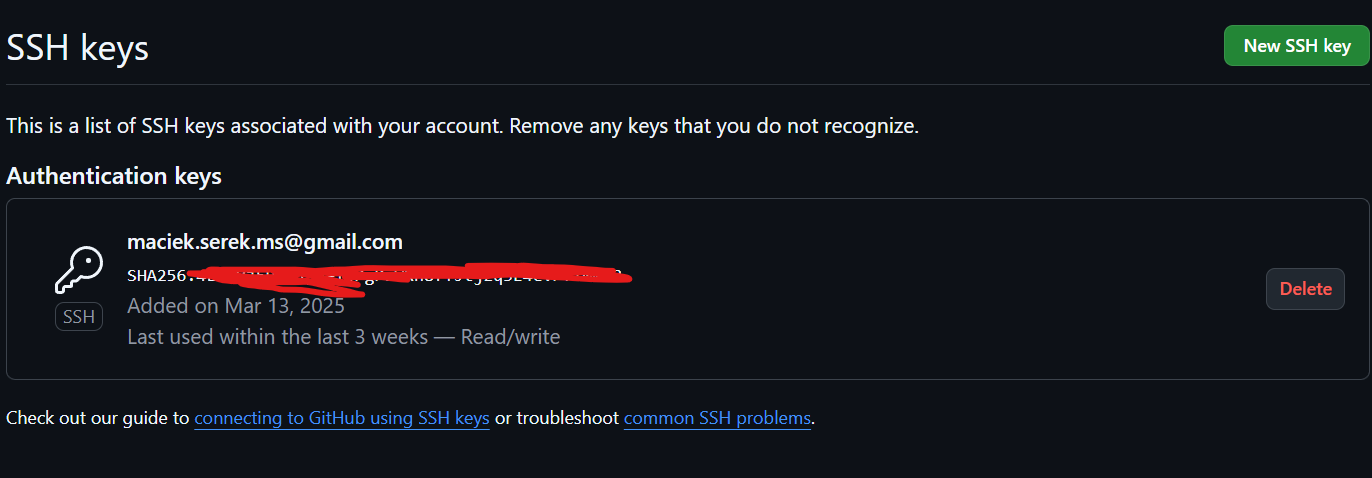 SSH keys
New SSH key
This is a list of SSH keys associated with your account. Remove any keys that you do not recognize.
Authentication keys
maciek.serek.ms@gmail.com
SHA256:
Added on Mar 13, 2025
SSH
Last used within the last 3 weeks — Read/write
Delete
Check out our guide to connecting to GitHub using SSH keys or troubleshoot common SSH problems.